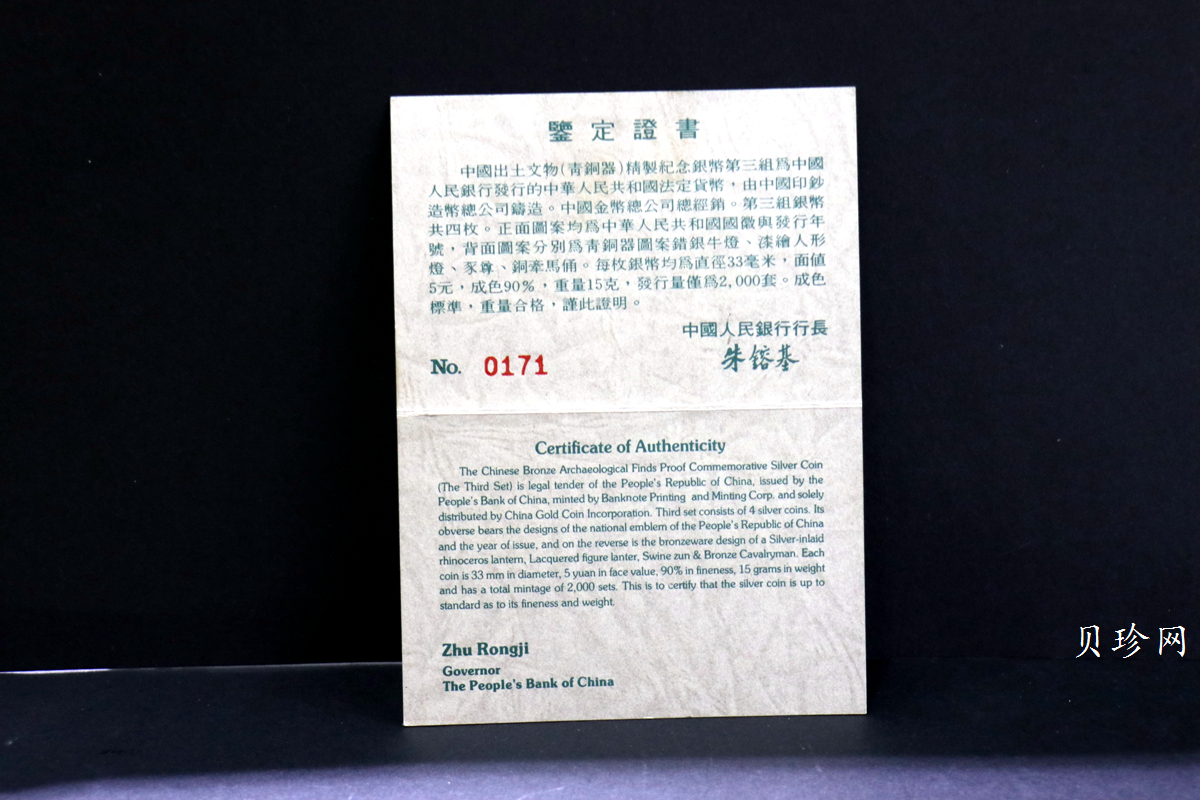 鑒定證書
中國出土文物(青銅器)精製紀念銀幣第三組爲中國
人民銀行發行的中華人民共和國法定貨幣，由中國印鈔
造幣總公司鑄造。中國金幣總公司總經銷。第三組銀幣
共四枚。正面圖案均爲中華人民共和國國徽與發行年
號，背面圖案分別爲靑銅器圖案錯銀牛燈、漆繪人形
燈、豕尊、銅牽馬俑。每枚銀幣均爲直徑33毫米，面値
5元，成色90%，重量15克，發行量僅爲2,000套。成色
標準，重量合格，謹此證明。
中國人民銀行行長
No. 0171 朱鎔基
Certificate of Authenticity
The Chinese Bronze Archaeological Finds Proof Commemorative Silver Coin
(The Third Set) is legal tender of the People's Republic of China, issued by the
People's Bank of China, minted by Banknote Printing and Minting Corp. and solely
distributed by China Gold Coin Incorporation. Third set consists of 4 silver coins. Its
obverse bears the designs of the national emblem of the People's Republic of China
and the year of issue, and on the reverse is the bronzeware design of a Silver-inlaid
rhinoceros lantern, Lacquered figure lanter, Swine zun & Bronze Cavalryman. Each
coin is 33 mm in diameter, 5 yuan in face value, 90% in fineness, 15 grams in weight
and has a total mintage of 2,000 sets. This is to certify that the silver coin is up to
standard as to its fineness and weight.
Zhu Rongji
Governor
The People's Bank of China
贝珍网